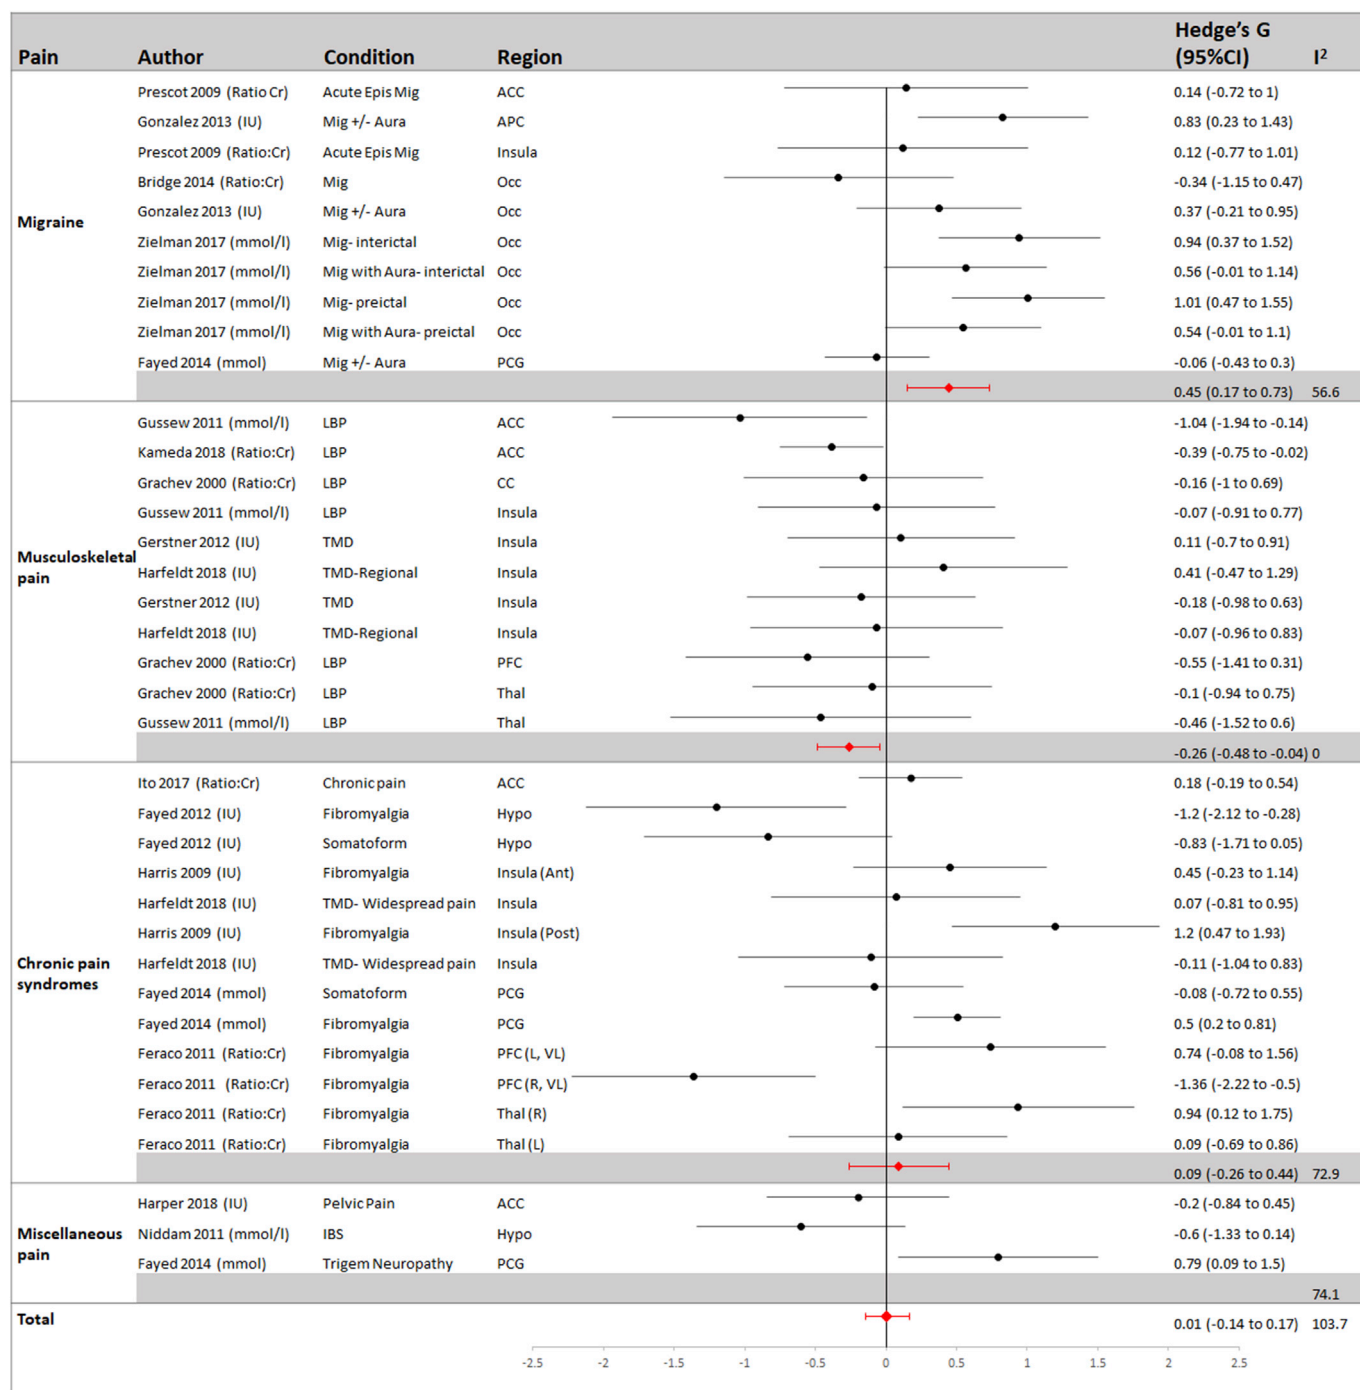 Pain Author Condition Region Hedge's G (95%CI) I²
Prescot 2009 (Ratio Cr) Acute Epis Mig ACC 0.14 (-0.72 to 1)
Gonzalez 2013 (IU) Mig +/- Aura APC 0.83 (0.23 to 1.43)
Prescot 2009 (Ratio:Cr) Acute Epis Mig Insula 0.12 (-0.77 to 1.01)
Bridge 2014 (Ratio:Cr) Mig Occ -0.34 (-1.15 to 0.47)
Migraine
Gonzalez 2013 (IU) Mig +/- Aura Occ 0.37 (-0.21 to 0.95)
Zielman 2017 (mmol/l) Mig- interictal Occ 0.94 (0.37 to 1.52)
Zielman 2017 (mmol/l) Mig with Aura- interictal Occ 0.56 (-0.01 to 1.14)
Zielman 2017 (mmol/l) Mig- preictal Occ 1.01 (0.47 to 1.55)
Zielman 2017 (mmol/l) Mig with Aura- preictal Occ 0.54 (-0.01 to 1.1)
Fayed 2014 (mmol) Mig +/- Aura PCG -0.06 (-0.43 to 0.3)
0.45 (0.17 to 0.73) 56.6
Gussew 2011 (mmol/l) LBP ACC -1.04 (-1.94 to -0.14)
Kameda 2018 (Ratio:Cr) LBP ACC -0.39 (-0.75 to -0.02)
Grachev 2000 (Ratio:Cr) LBP CC -0.16 (-1 to 0.69)
Gussew 2011 (mmol/l) LBP Insula -0.07 (-0.91 to 0.77)
Gerstner 2012 (IU) TMD Insula 0.11 (-0.7 to 0.91)
Musculoskeletal
pain
Harfeldt 2018 (IU) TMD-Regional Insula 0.41 (-0.47 to 1.29)
Gerstner 2012 (IU) TMD Insula -0.18 (-0.98 to 0.63)
Harfeldt 2018 (IU) TMD-Regional Insula -0.07 (-0.96 to 0.83)
Grachev 2000 (Ratio:Cr) LBP PFC -0.55 (-1.41 to 0.31)
Grachev 2000 (Ratio:Cr) LBP Thal -0.1 (-0.94 to 0.75)
Gussew 2011 (mmol/l) LBP Thal -0.46 (-1.52 to 0.6)
-0.26 (-0.48 to -0.04) 0
Ito 2017 (Ratio:Cr) Chronic pain ACC 0.18 (-0.19 to 0.54)
Fayed 2012 (IU) Fibromyalgia Hypo -1.2 (-2.12 to -0.28)
Fayed 2012 (IU) Somatoform Hypo -0.83 (-1.71 to 0.05)
Harris 2009 (IU) Fibromyalgia Insula (Ant) 0.45 (-0.23 to 1.14)
Harfeldt 2018 (IU) TMD- Widespread pain Insula 0.07 (-0.81 to 0.95)
Harris 2009 (IU) Fibromyalgia Insula (Post) 1.2 (0.47 to 1.93)
Chronic pain
syndromes
Harfeldt 2018 (IU) TMD- Widespread pain Insula -0.11 (-1.04 to 0.83)
Fayed 2014 (mmol) Somatoform PCG -0.08 (-0.72 to 0.55)
Fayed 2014 (mmol) Fibromyalgia PCG 0.5 (0.2 to 0.81)
Feraco 2011 (Ratio:Cr) Fibromyalgia PFC (L, VL) 0.74 (-0.08 to 1.56)
Feraco 2011 (Ratio:Cr) Fibromyalgia PFC (R, VL) -1.36 (-2.22 to -0.5)
Feraco 2011 (Ratio:Cr) Fibromyalgia Thal (R) 0.94 (0.12 to 1.75)
Feraco 2011 (Ratio:Cr) Fibromyalgia Thal (L) 0.09 (-0.69 to 0.86)
0.09 (-0.26 to 0.44) 72.9
Harper 2018 (IU) Pelvic Pain ACC -0.2 (-0.84 to 0.45)
Miscellaneous
pain
Niddam 2011 (mmol/l) IBS Hypo -0.6 (-1.33 to 0.14)
Fayed 2014 (mmol) Trigem Neuropathy PCG 0.79 (0.09 to 1.5)
74.1
Total 0.01 (-0.14 to 0.17) 103.7
-2.5 -2 -1.5 -1 -0.5 0 0.5 1 1.5 2 2.5